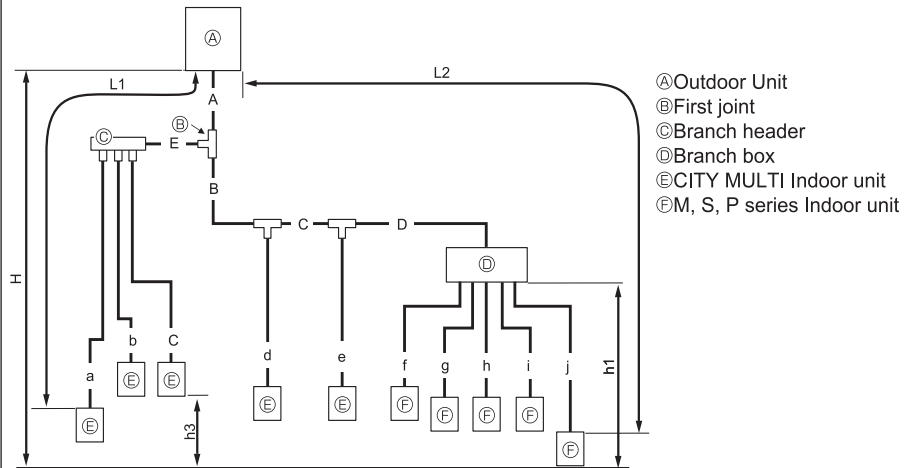 Ⓐ
L1
L2
A
Ⓑ
Ⓒ
E
B
C
D
Ⓓ
H
a
b
C
d
e
f
g
h
i
j
h1
h3
Ⓔ
Ⓔ
Ⓔ
Ⓔ
Ⓔ
Ⓕ
Ⓕ
Ⓕ
Ⓕ
Ⓕ
ⒶOutdoor Unit
ⒷFirst joint
ⒸBranch header
ⒹBranch box
ⒺCITY MULTI Indoor unit
ⒻM, S, P series Indoor unit